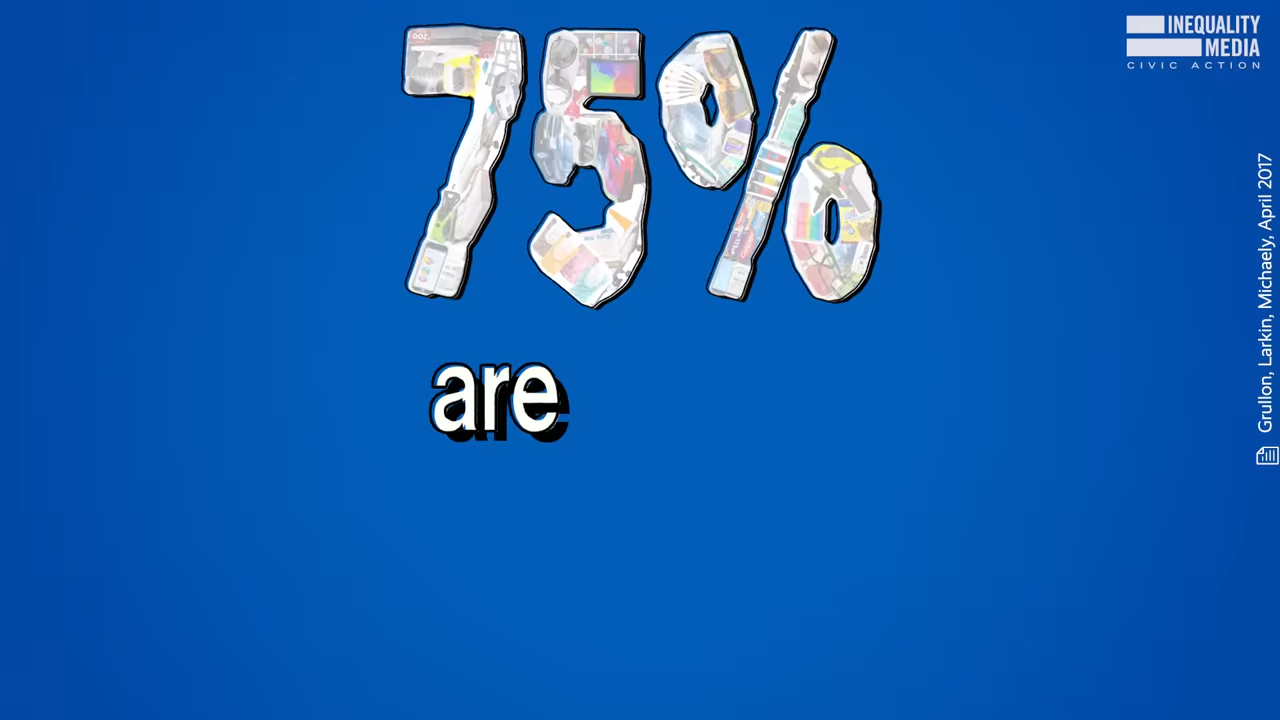 75%
are
INEQUALITY
MEDIA
CIVIC ACTION
Grullon, Larkin, Michaely, April 2017